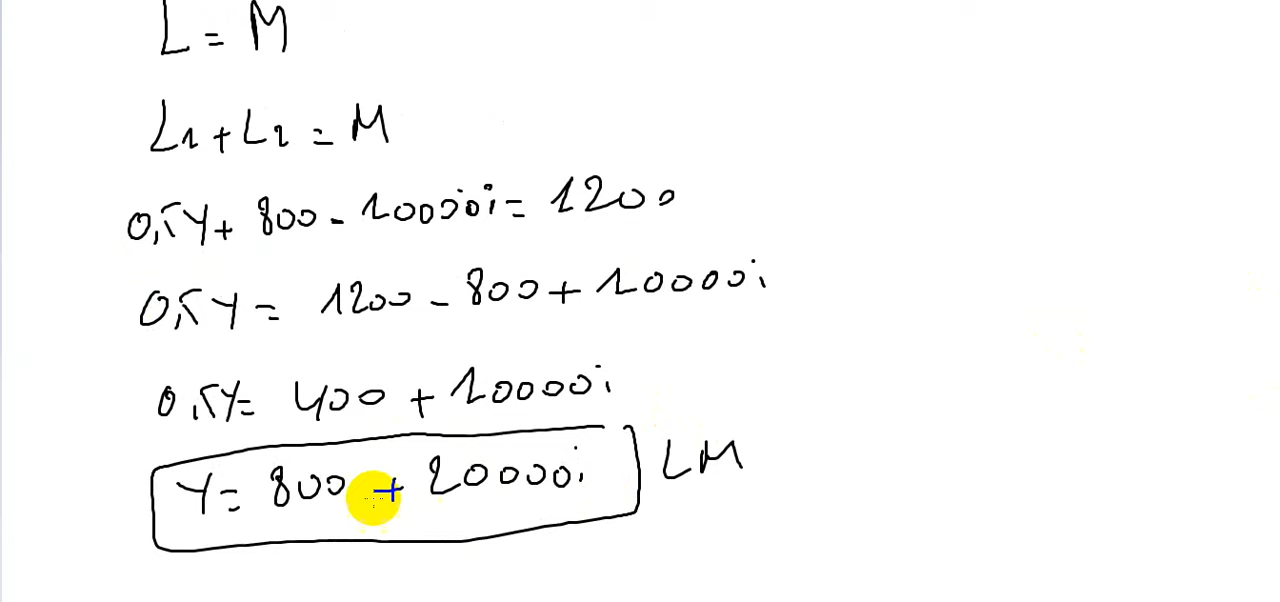 L = M
L1 + L2 = M
0,5Y + 800 - 10000i = 1200
0,5Y = 1200 - 800 + 10000i
0,5Y = 400 + 10000i
Y = 800 + 20000i LM